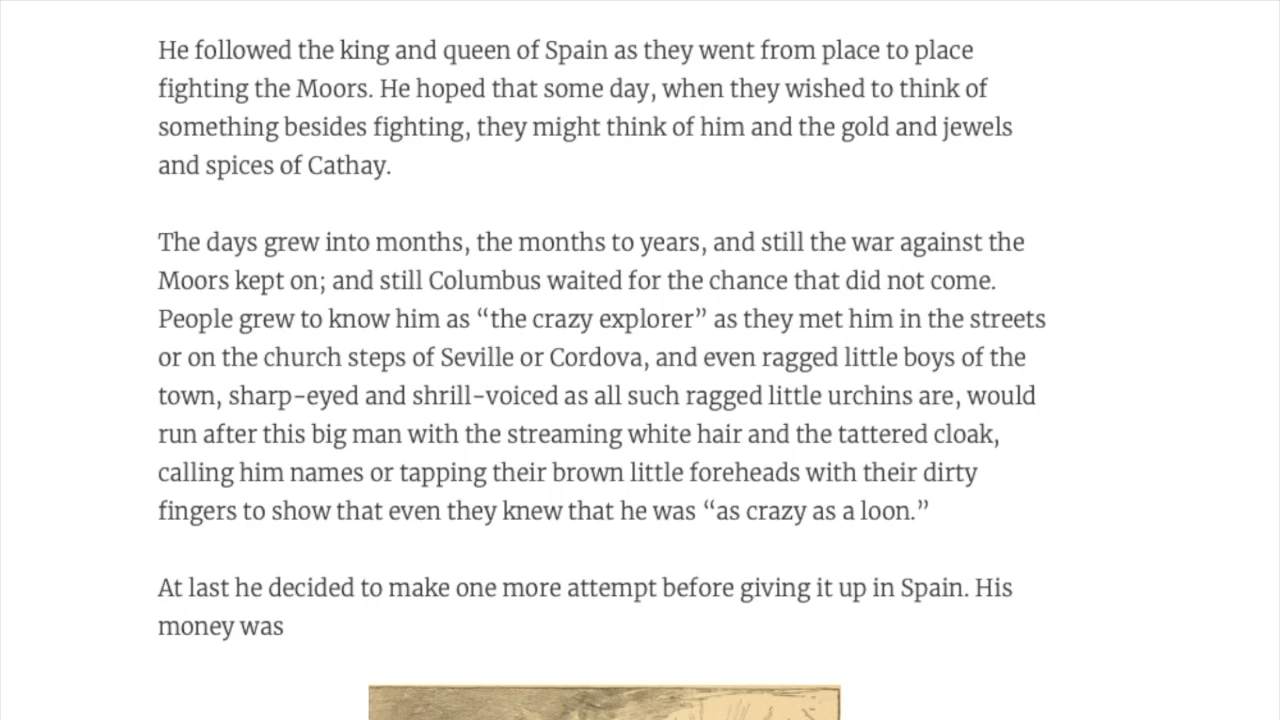 He followed the king and queen of Spain as they went from place to place
fighting the Moors. He hoped that some day, when they wished to think of
something besides fighting, they might think of him and the gold and jewels
and spices of Cathay.
The days grew into months, the months to years, and still the war against the
Moors kept on; and still Columbus waited for the chance that did not come.
People grew to know him as “the crazy explorer” as they met him in the streets
or on the church steps of Seville or Cordova, and even ragged little boys of the
town, sharp-eyed and shrill-voiced as all such ragged little urchins are, would
run after this big man with the streaming white hair and the tattered cloak,
calling him names or tapping their brown little foreheads with their dirty
fingers to show that even they knew that he was “as crazy as a loon.”
At last he decided to make one more attempt before giving it up in Spain. His
money was